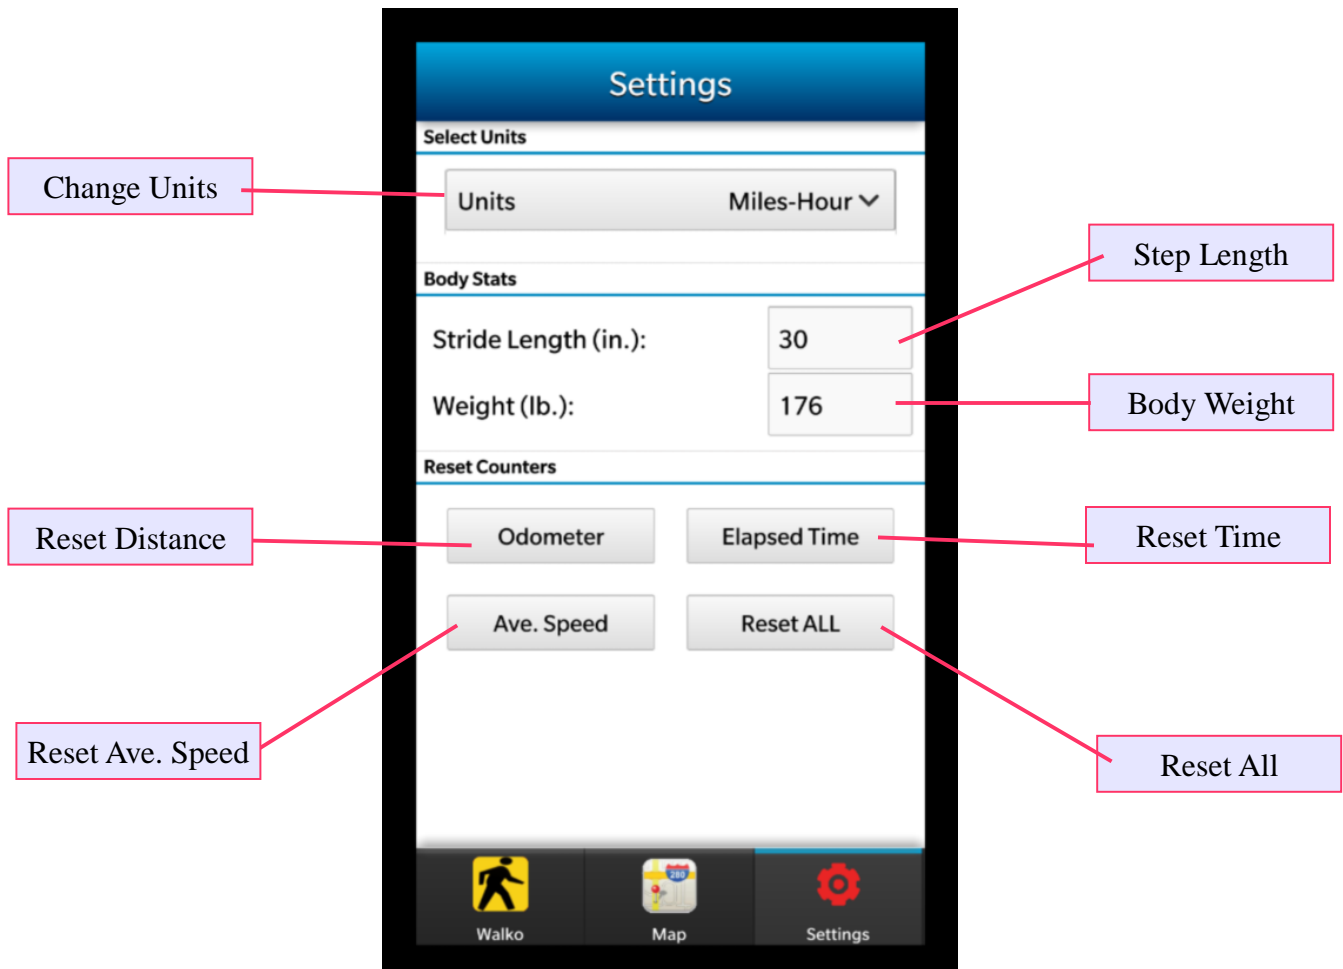 Settings
Select Units
Change Units
Units Miles-Hour
Step Length
Body Stats
Stride Length (in.): 30
Weight (lb.): 176
Body Weight
Reset Counters
Reset Distance
Odometer Elapsed Time
Reset Time
Ave. Speed Reset ALL
Reset Ave. Speed
Reset All
280
Walko Map Settings